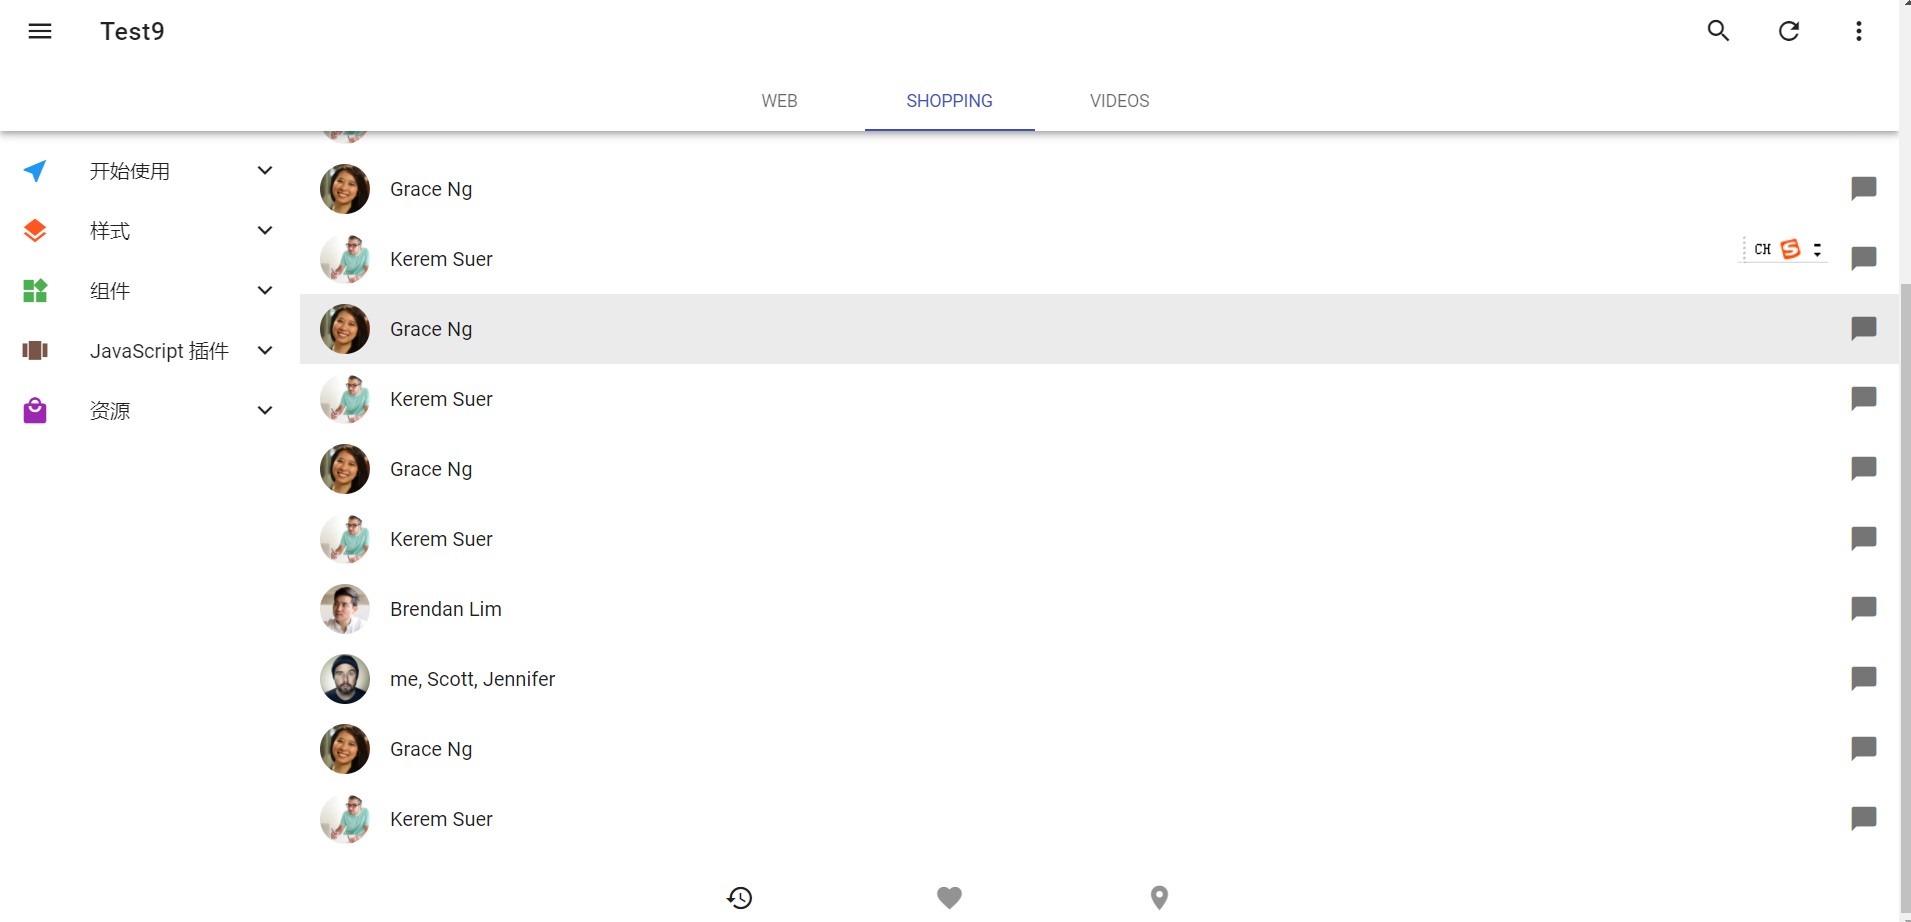 Test9
WEB
SHOPPING
VIDEOS
开始使用
样式
组件
JavaScript 插件
资源
Grace Ng
Kerem Suer
CH
Grace Ng
Kerem Suer
Grace Ng
Kerem Suer
Brendan Lim
me, Scott, Jennifer
Grace Ng
Kerem Suer